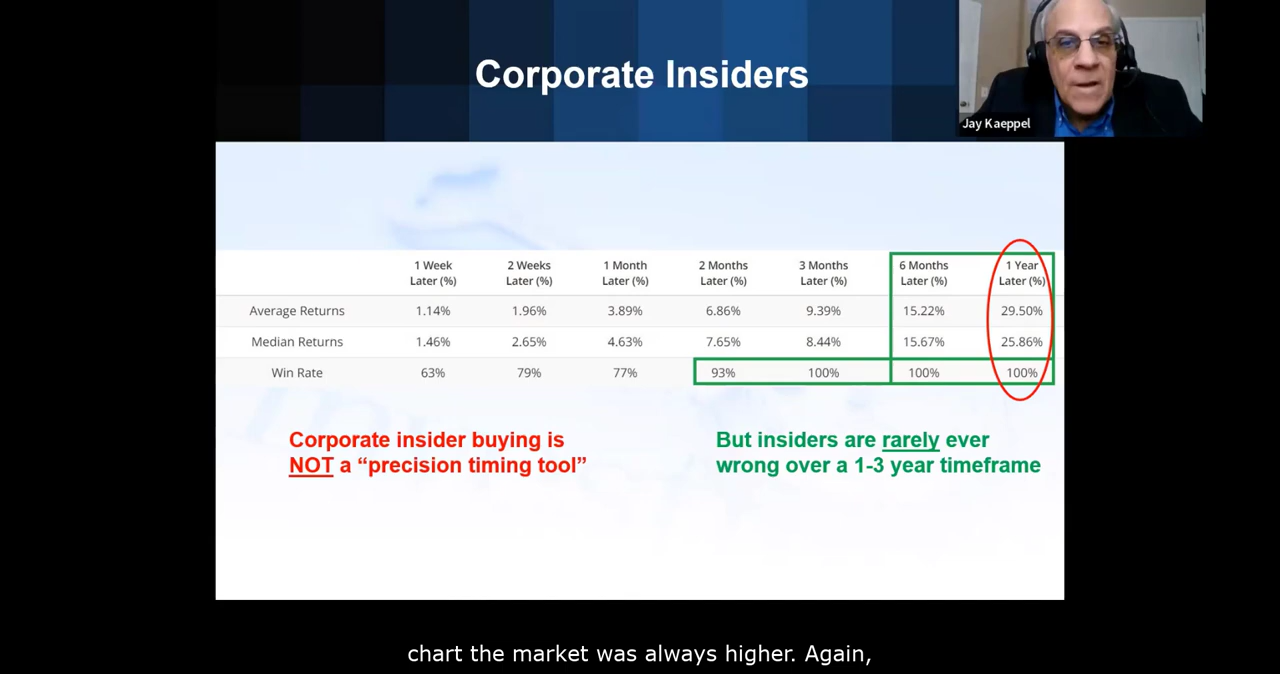 Corporate Insiders
Jay Kaeppel
1 Week Later (%) 2 Weeks Later (%) 1 Month Later (%) 2 Months Later (%) 3 Months Later (%) 6 Months Later (%) 1 Year Later (%)
Average Returns 1.14% 1.96% 3.89% 6.86% 9.39% 15.22% 29.50%
Median Returns 1.46% 2.65% 4.63% 7.65% 8.44% 15.67% 25.86%
Win Rate 63% 79% 77% 93% 100% 100% 100%
Corporate insider buying is
NOT a “precision timing tool”
But insiders are rarely ever
wrong over a 1-3 year timeframe
chart the market was always higher. Again,